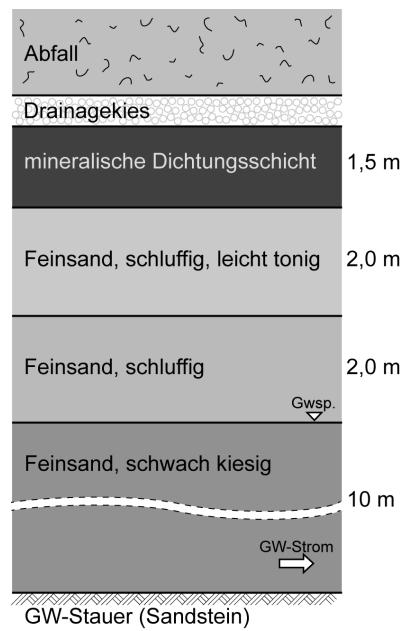 Abfall
Drainagekies
mineralische Dichtungsschicht 1,5 m
Feinsand, schluffig, leicht tonig 2,0 m
Feinsand, schluffig 2,0 m
Gwsp.
Feinsand, schwach kiesig
10 m
GW-Strom
GW-Stauer (Sandstein)